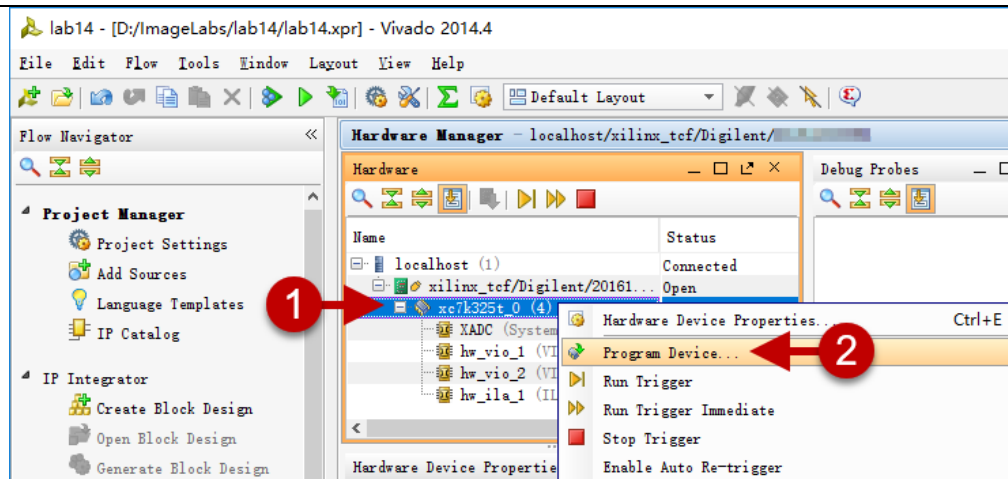 lab14 - [D:/ImageLabs/lab14/lab14.xpr] - Vivado 2014.4
File Edit Flow Tools Window Layout View Help
Default Layout
Flow Navigator
Project Manager
Project Settings
Add Sources
Language Templates
IP Catalog
IP Integrator
Create Block Design
Open Block Design
Generate Block Design
Hardware Manager - localhost/xilinx_tcf/Digilent/
Hardware
Name Status
localhost (1) Connected
xilinx_tcf/Digilent/20161... Open
xc7k325t_0 (4)
XADC (System
hw_vio_1 (VI
hw_vio_2 (VI
hw_ila_1 (IL
Hardware Device Propertie
Debug Probes
1
Hardware Device Properties... Ctrl+E
Program Device...
2
Run Trigger
Run Trigger Immediate
Stop Trigger
Enable Auto Re-trigger